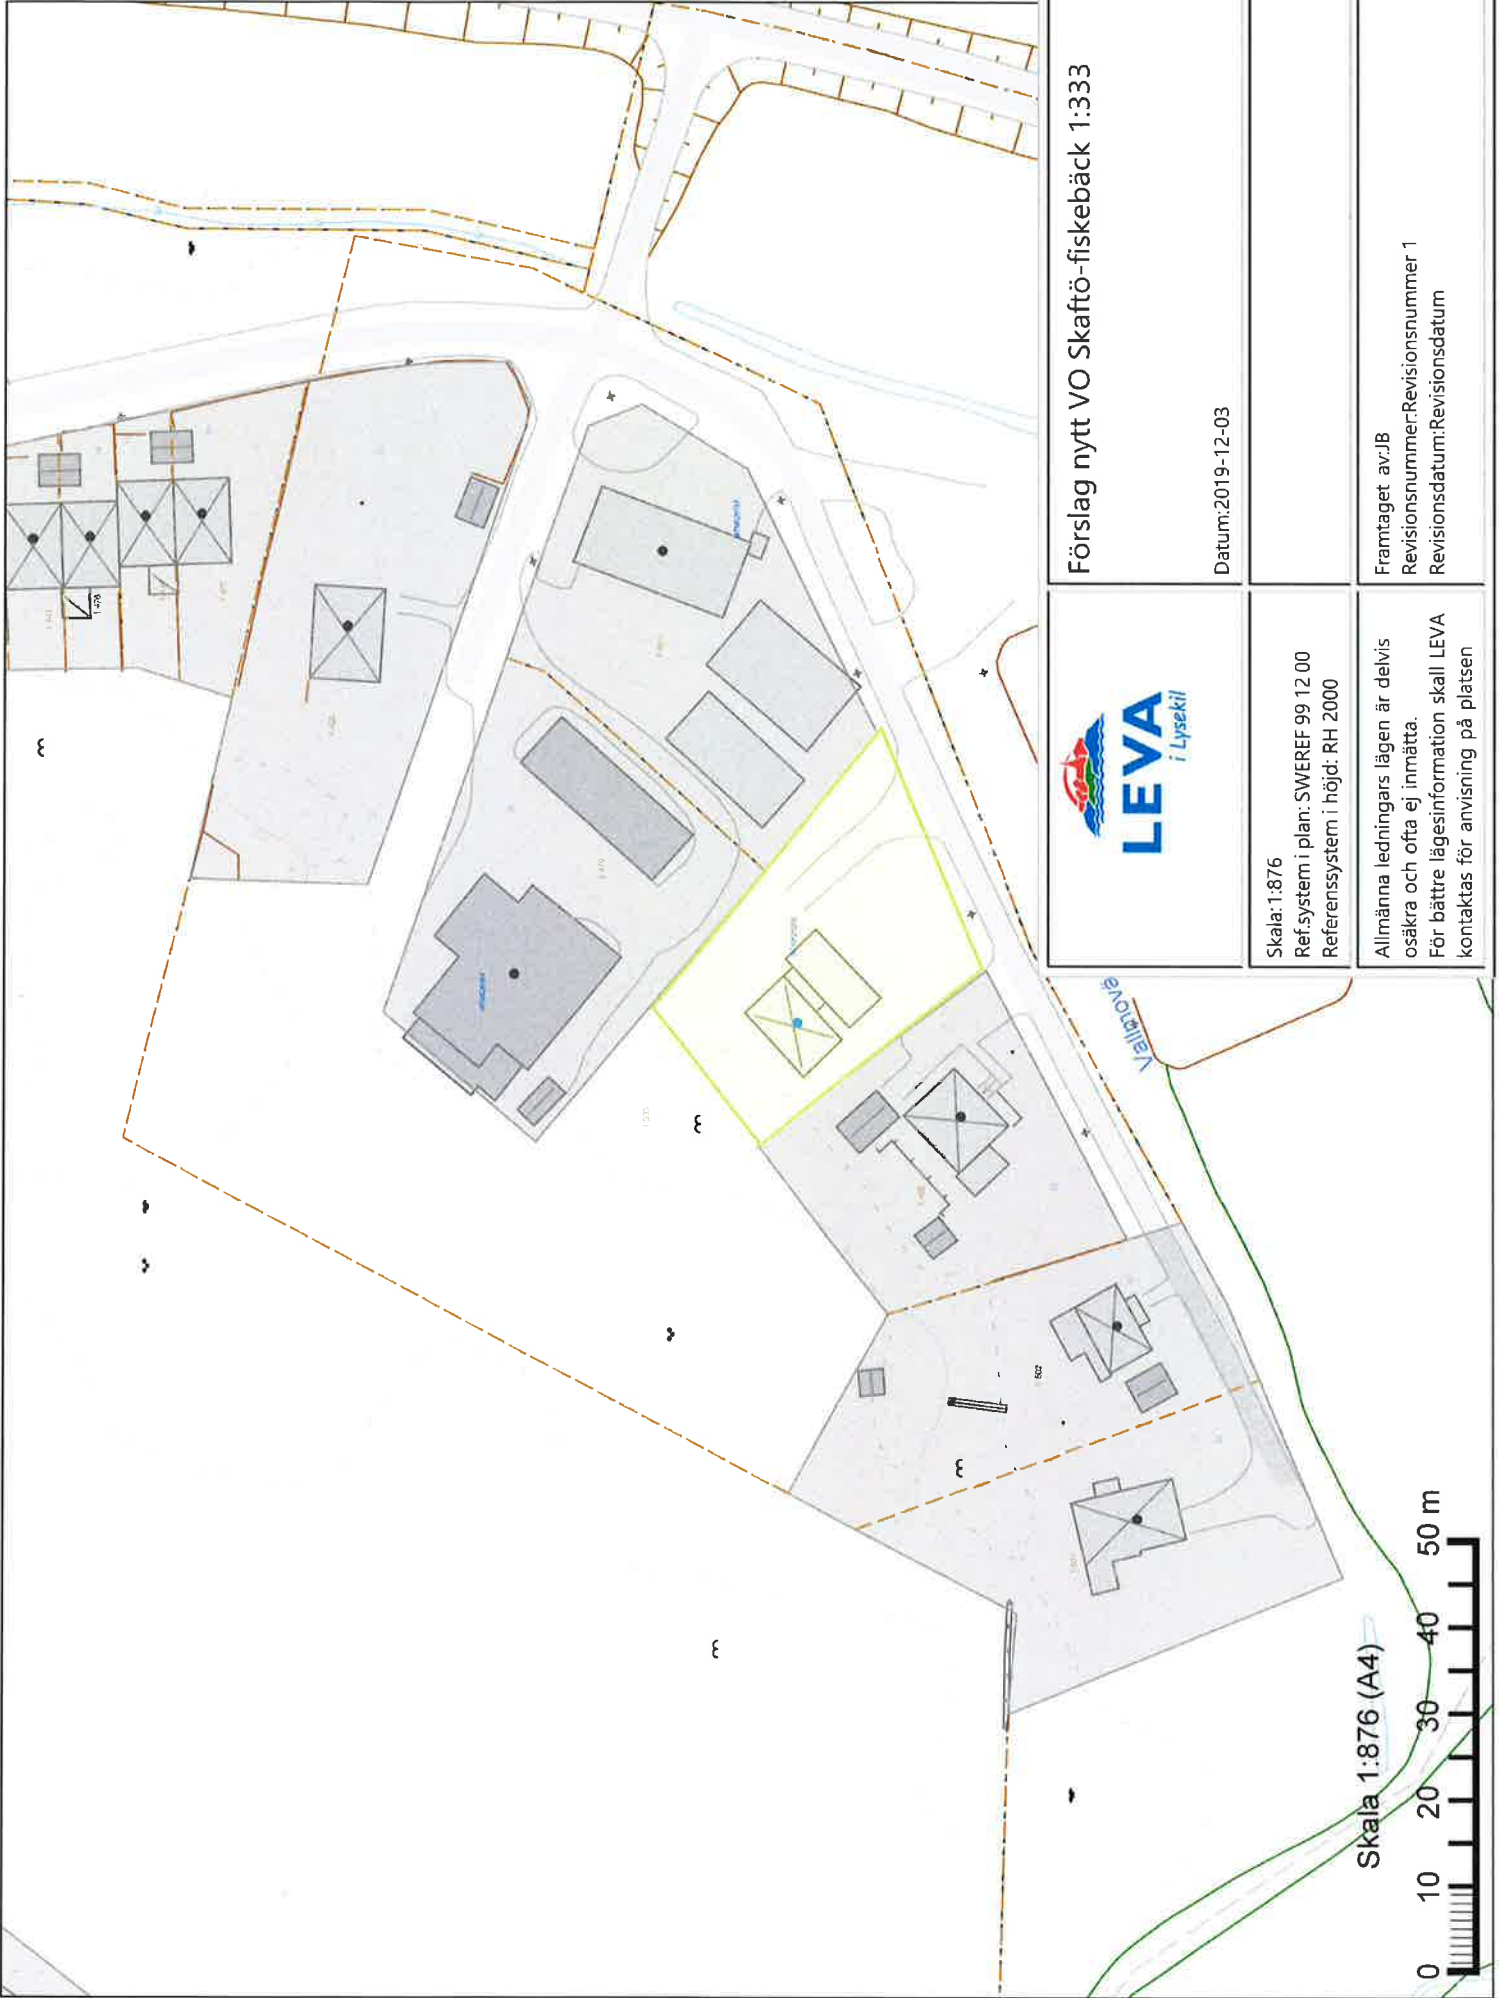 Förslag nytt VO Skaftö-fiskebäck 1:333
Datum:2019-12-03
LEVA
i Lysekil
Skala:1:876
Ref.system i plan: SWEREF 99 12 00
Referenssystem i höjd: RH 2000
Framtaget av:JB
Revisionsnummer:Revisionsnummer 1
Revisionsdatum:Revisionsdatum
Allmänna ledningars lägen är delvis
osäkra och ofta ej inmätta.
För bättre lägesinformation skall LEVA
kontaktas för anvisning på platsen
Skala 1:876 (A4)
0 10 20 30 40 50 m
1:476
502